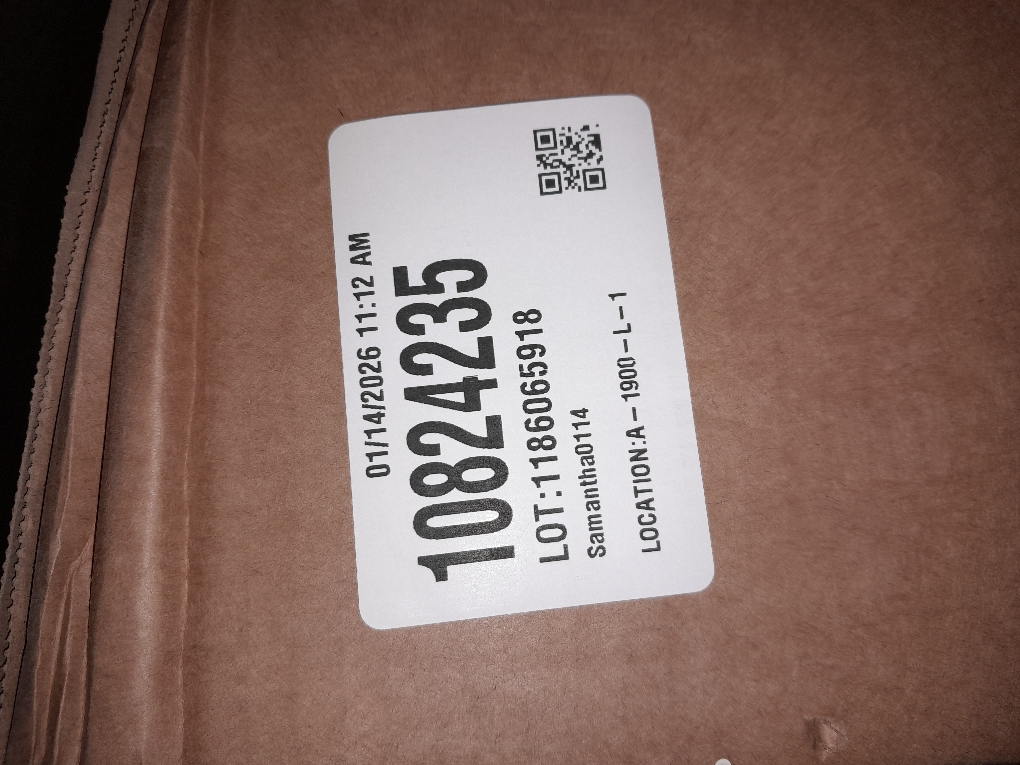 01/14/2026 11:12 AM
10824235
LOT:1186065918
Samantha0114
LOCATION:A-1900-L-1